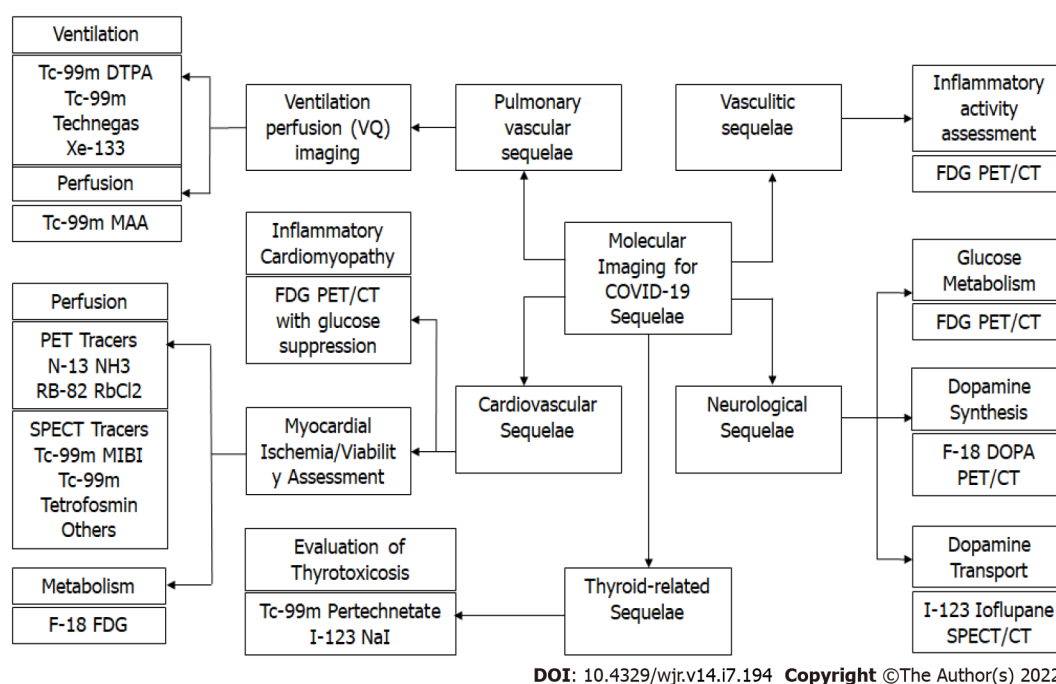 Ventilation
Tc-99m DTPA
Tc-99m
Technegas
Xe-133
Perfusion
Tc-99m MAA
Ventilation
perfusion (VQ)
imaging
Pulmonary
vascular
sequelae
Vasculitic
sequelae
Inflammatory
activity
assessment
FDG PET/CT
Molecular
Imaging for
COVID-19
Sequelae
Inflammatory
Cardiomyopathy
FDG PET/CT
with glucose
suppression
Glucose
Metabolism
FDG PET/CT
Perfusion
PET Tracers
N-13 NH3
RB-82 RbCl2
SPECT Tracers
Tc-99m MIBI
Tc-99m
Tetrofosmin
Others
Metabolism
F-18 FDG
Myocardial
Ischemia/Viabilit
y Assessment
Cardiovascular
Sequelae
Neurological
Sequelae
Dopamine
Synthesis
F-18 DOPA
PET/CT
Dopamine
Transport
I-123 Ioflupane
SPECT/CT
Evaluation of
Thyrotoxicosis
Tc-99m Pertechnetate
I-123 NaI
Thyroid-related
Sequelae
DOI: 10.4329/wjr.v14.i7.194 Copyright ©The Author(s) 2022